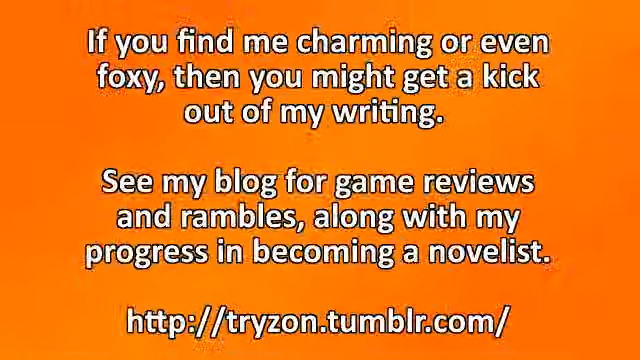 If you find me charming or even
foxy, then you might get a kick
out of my writing.
See my blog for game reviews
and rambles, along with my
progress in becoming a novelist.
http://tryzon.tumblr.com/